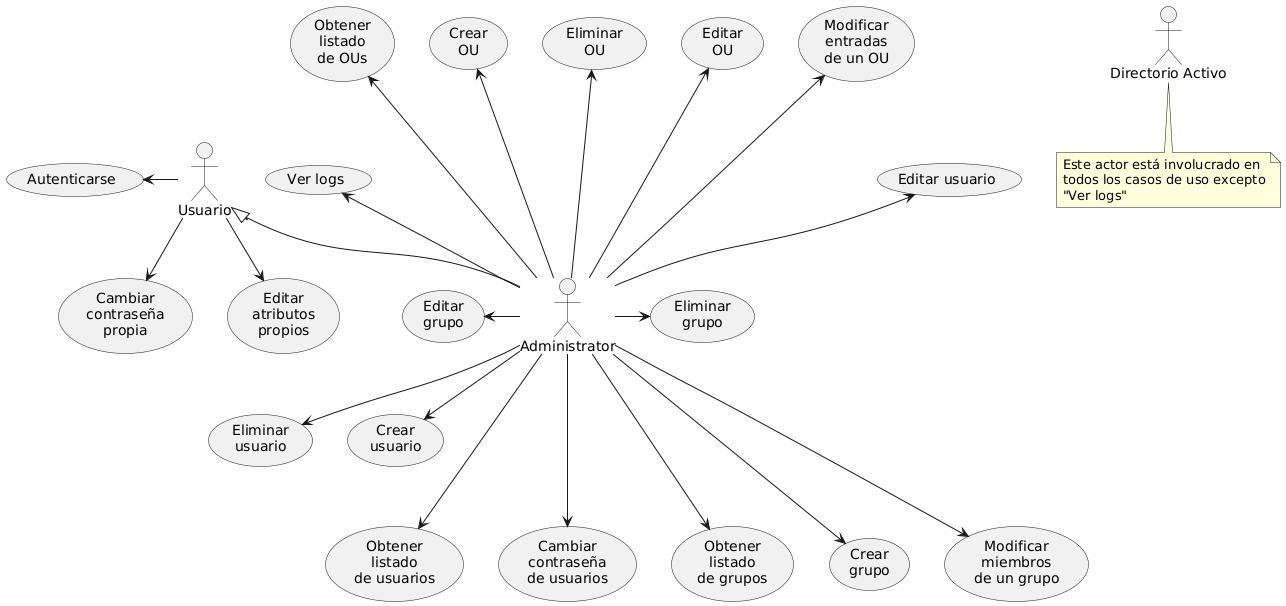 Obtener
listado
de OUs
Crear
OU
Eliminar
OU
Editar
OU
Modificar
entradas
de un OU
Directorio Activo
Este actor está involucrado en
todos los casos de uso excepto
"Ver logs"
Autenticarse
Usuario
Ver logs
Editar usuario
Cambiar
contraseña
propia
Editar
atributos
propios
Editar
grupo
Administrator
Eliminar
grupo
Eliminar
usuario
Crear
usuario
Obtener
listado
de usuarios
Cambiar
contraseña
de usuarios
Obtener
listado
de grupos
Crear
grupo
Modificar
miembros
de un grupo